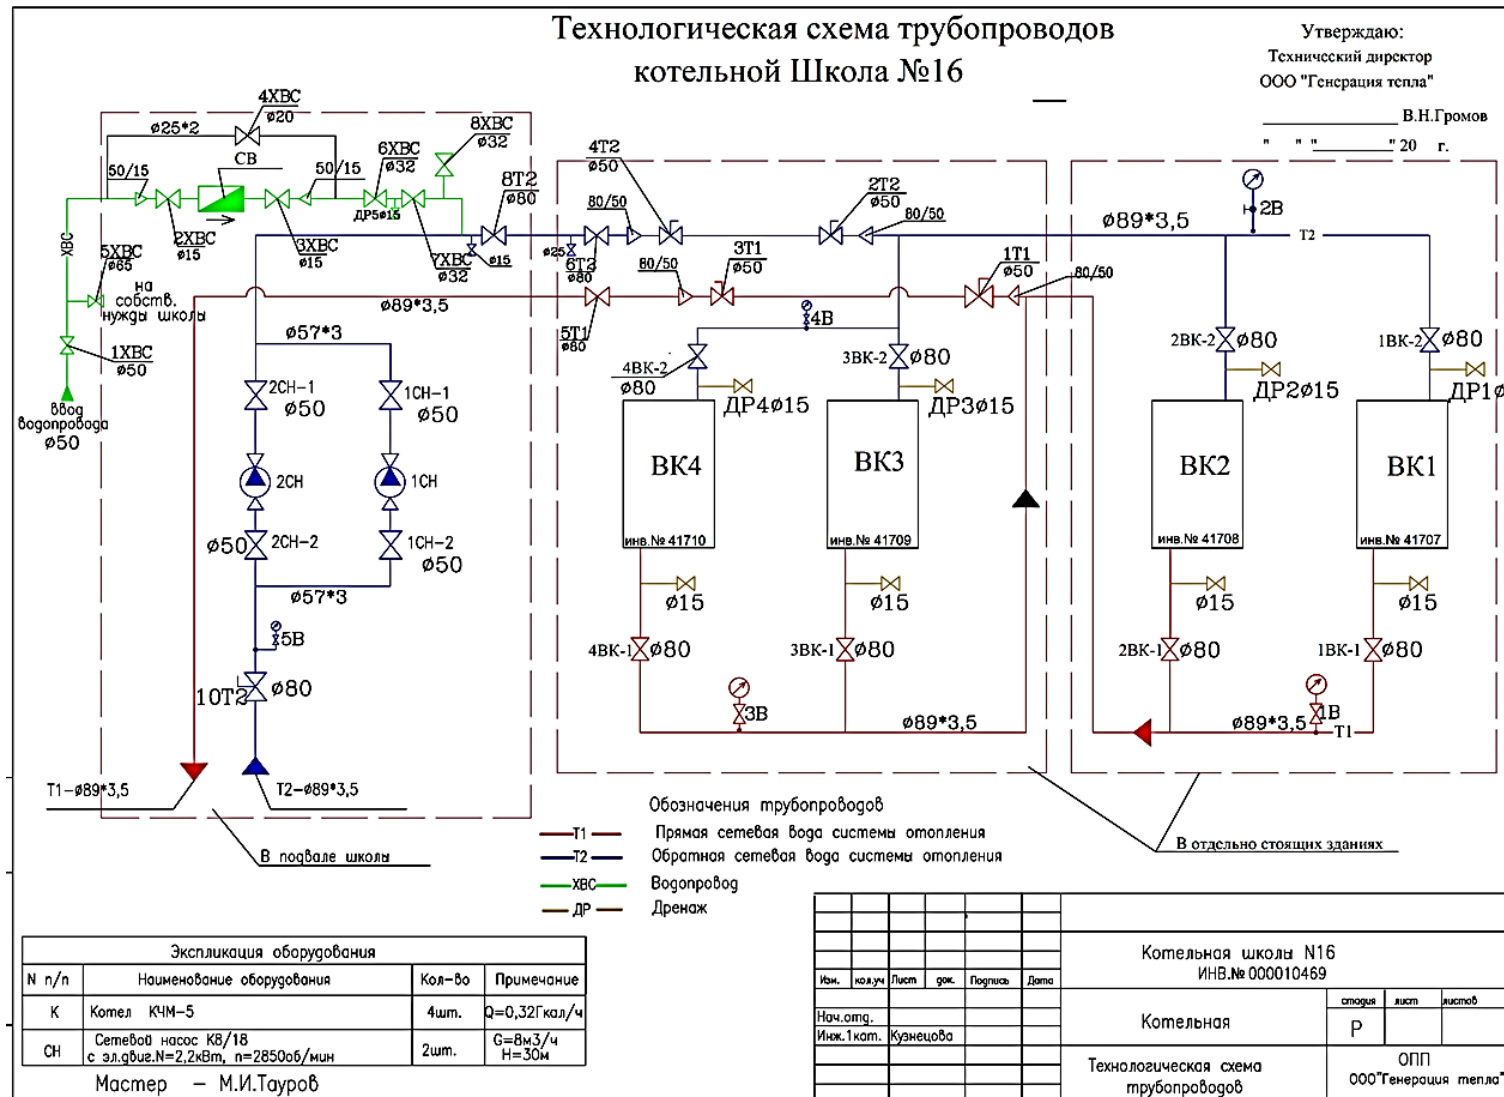 Технологическая схема трубопроводов
котельной Школа №16
Утверждаю:
Технический директор
ООО "Генерация тепла"
В.Н.Громов
" " " " 20 г.
4ХВС
ø20
ø25*2
СВ
50/15
50/15
6ХВС
ø32
8ХВС
ø32
ДР5ø15
2ХВС
ø15
3ХВС
ø15
7ХВС
ø32
ХВС
5ХВС
ø65
на
собств.
нужды школы
1ХВС
ø50
ввод
водопровода
ø50
8Т2
ø80
ø15
ø25
6Т2
ø80
80/50
4Т2
ø50
2Т2
ø50
80/50
ø89*3,5
2В
Т2
ø89*3,5
5Т1
ø80
80/50
3Т1
ø50
1Т1
ø50
80/50
4В
ø57*3
2СН-1
ø50
1СН-1
ø50
2СН
1СН
ø50
2СН-2
1СН-2
ø50
ø57*3
5В
10Т2
ø80
Т1-ø89*3,5
Т2-ø89*3,5
В подвале школы
4ВК-2
ø80
3ВК-2
ø80
2ВК-2
ø80
1ВК-2
ø80
ДР4ø15
ДР3ø15
ДР2ø15
ДР1ø
ВК4
ВК3
ВК2
ВК1
инв.№ 41710
инв.№ 41709
инв.№ 41708
инв.№ 41707
ø15
ø15
ø15
ø15
4ВК-1
ø80
3ВК-1
ø80
2ВК-1
ø80
1ВК-1
ø80
3В
ø89*3,5
ø89*3,5
1В
Т1
В отдельно стоящих зданиях
Обозначения трубопроводов
Т1 Прямая сетевая вода системы отопления
Т2 Обратная сетевая вода системы отопления
ХВС Водопровод
ДР Дренаж
Экспликация оборудования
N п/п Наименование оборудования Кол-во Примечание
К Котел КЧМ-5 4шт. Q=0,32Гкал/ч
СН Сетевой насос К8/18 2шт. G=8м3/ч
с эл.двиг.N=2,2кВт, n=2850об/мин H=30м
Мастер – М.И.Тауров
Изм. кол.уч Лист док. Подпись Дата
Нач.отд.
Инж.1кат. Кузнецова
Котельная школы N16
ИНВ.№ 000010469
Котельная
стадия лист листов
Р
Технологическая схема
трубопроводов
ОПП
ООО"Генерация тепла"